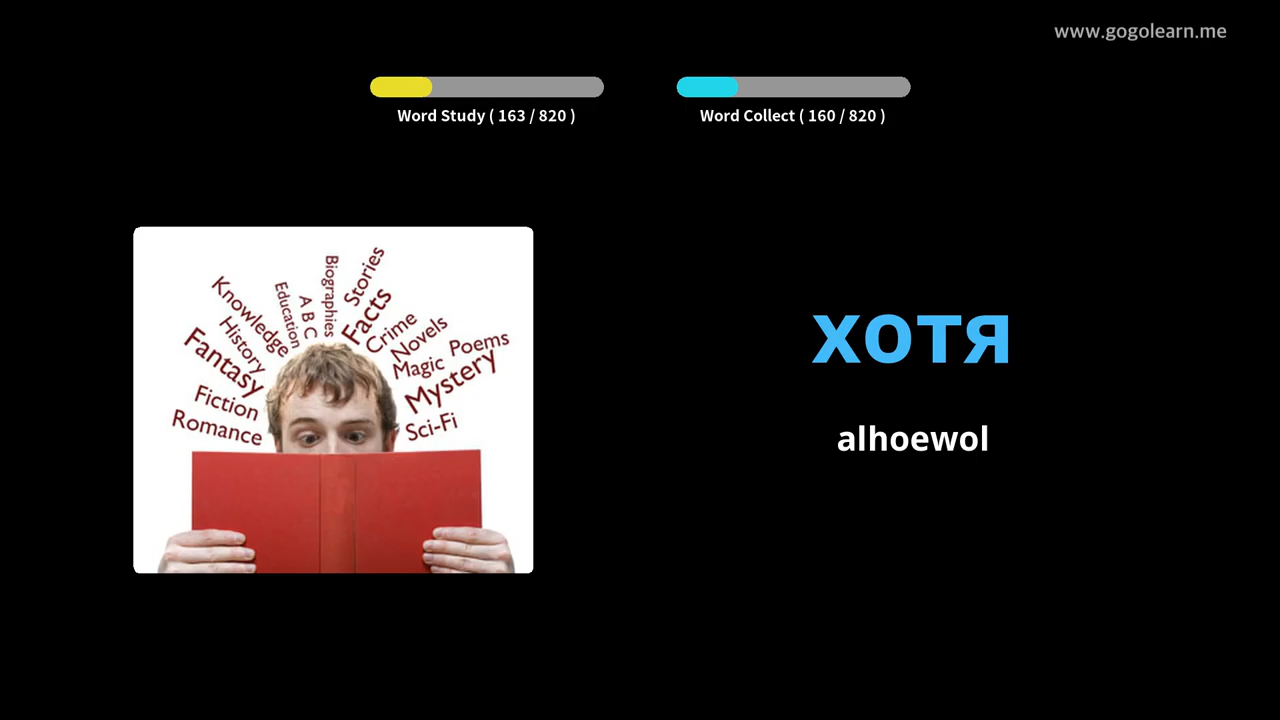 www.gogolearn.me
Word Study ( 163 / 820 )
Word Collect ( 160 / 820 )
Biographies
Stories
Education
A B C
Facts
Knowledge
Crime
History
Novels
Poems
Fantasy
Magic
Mystery
Fiction
Sci-Fi
Romance
хотя
alhoewol